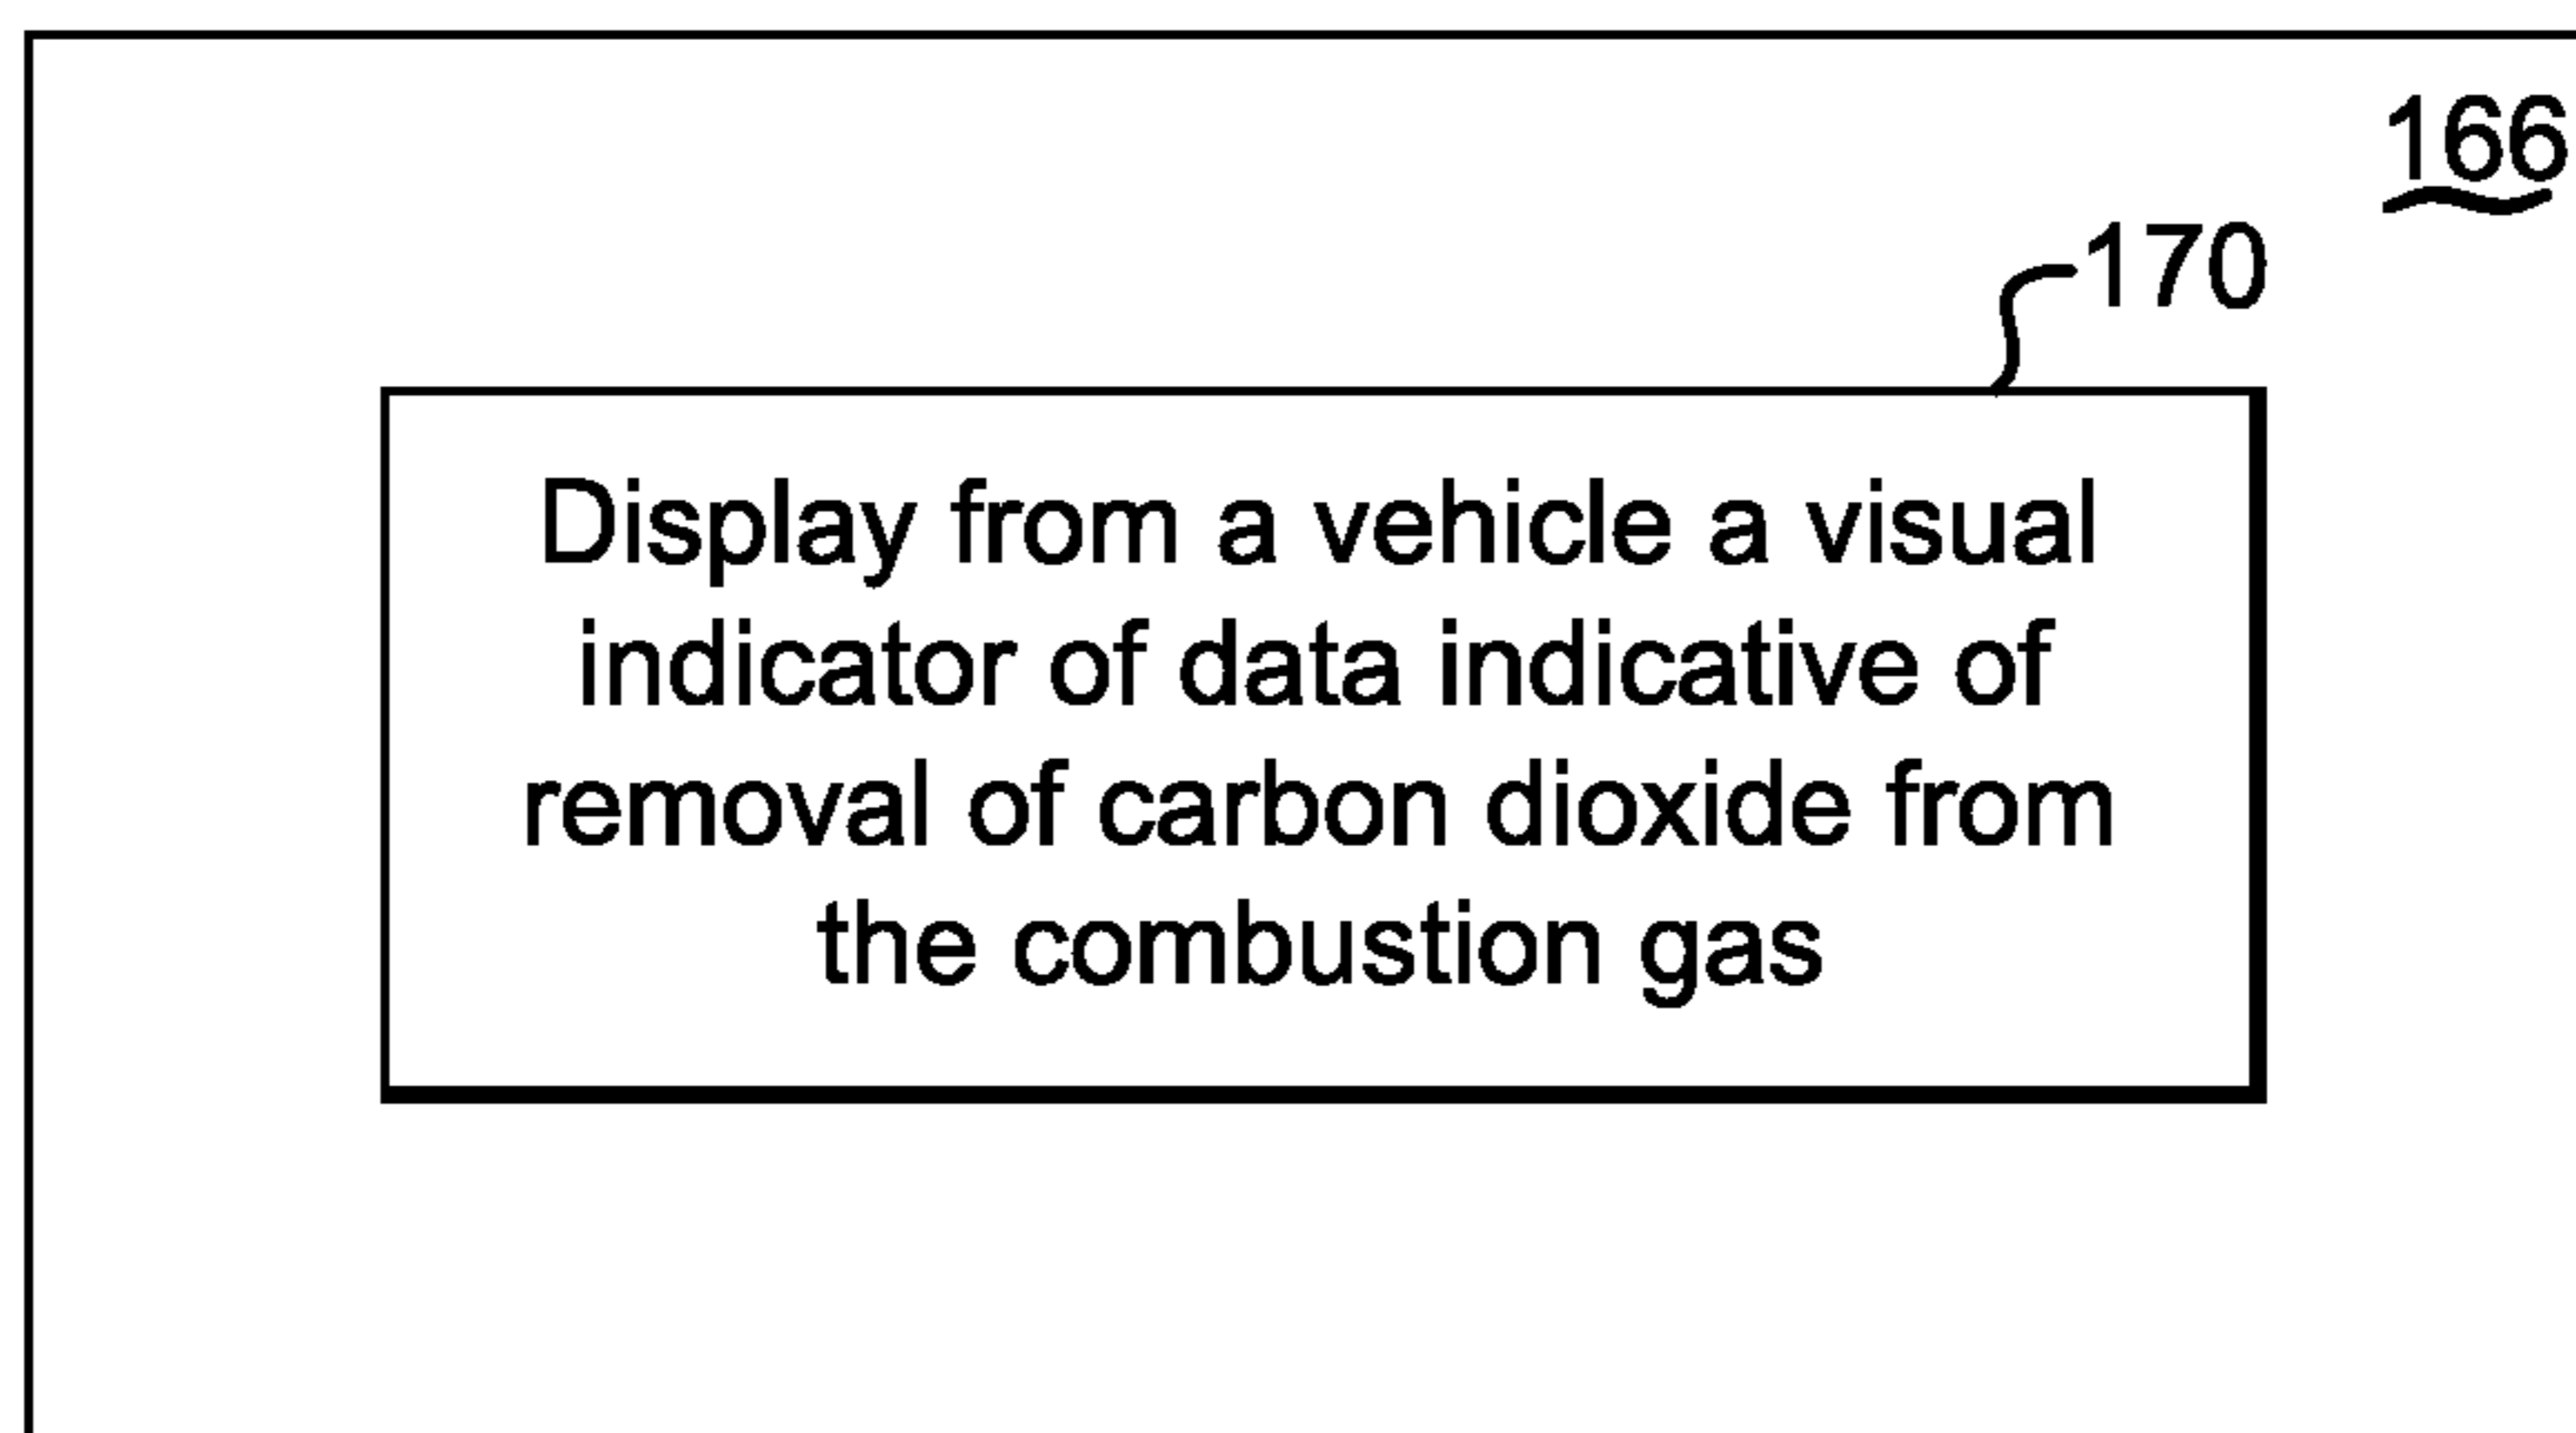 166
170
Display from a vehicle a visual
indicator of data indicative of
removal of carbon dioxide from
the combustion gas